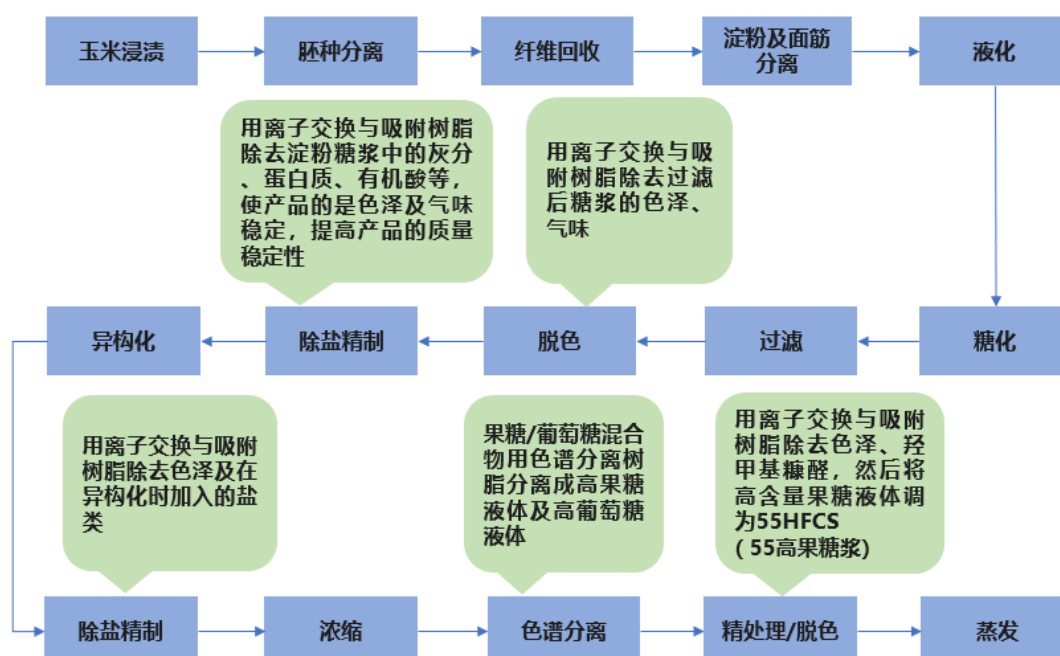 玉米浸渍
胚种分离
纤维回收
淀粉及面筋
分离
液化
用离子交换与吸附树脂
除去淀粉糖浆中的灰分
、蛋白质、有机酸等，
使产品的是色泽及气味
稳定，提高产品的质量
稳定性
用离子交换与吸
附树脂除去过滤
后糖浆的色泽、
气味
异构化
除盐精制
脱色
过滤
糖化
用离子交换与吸附
树脂除去色泽及在
异构化时加入的盐
类
果糖/葡萄糖混合
物用色谱分离树
脂分离成高果糖
液体及高葡萄糖
液体
用离子交换与吸附
树脂除去色泽、羟
甲基糠醛，然后将
高含量果糖液体调
为55HFCS
( 55高果糖浆)
除盐精制
浓缩
色谱分离
精处理/脱色
蒸发